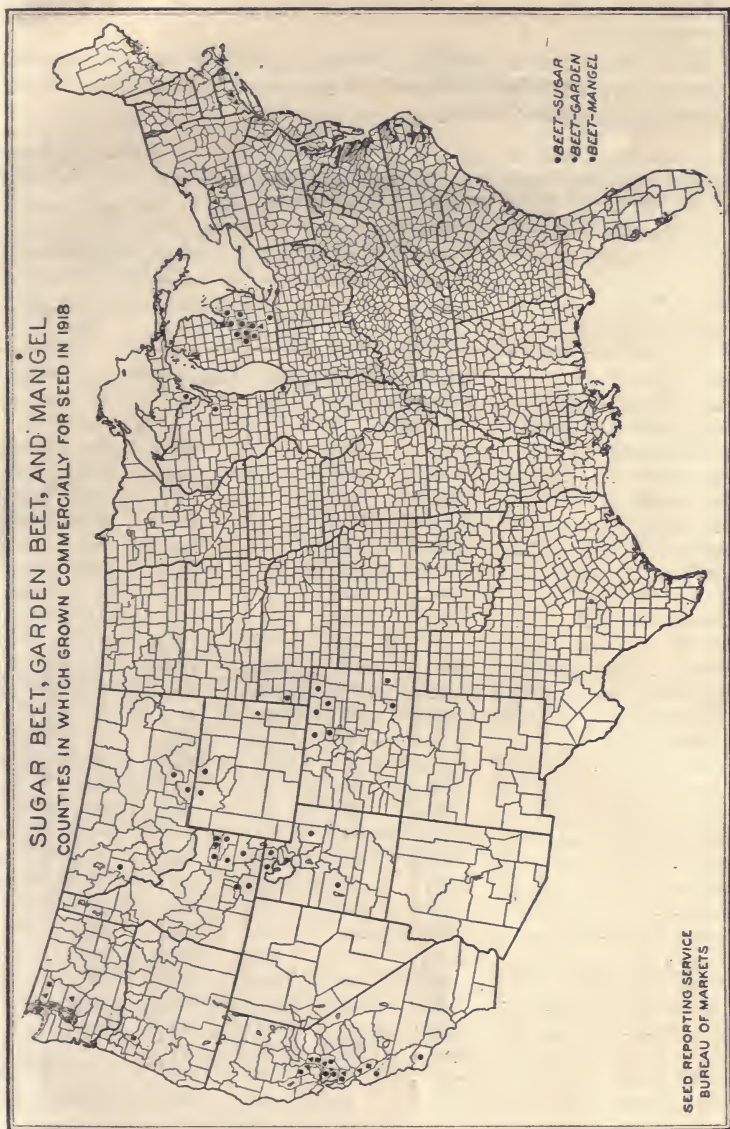 SUGAR BEET, GARDEN BEET, AND MANGEL
COUNTIES IN WHICH GROWN COMMERCIALLY FOR SEED IN 1918
•BEET-SUGAR
•BEET-GARDEN
•BEET-MANGEL
SEED REPORTING SERVICE
BUREAU OF MARKETS